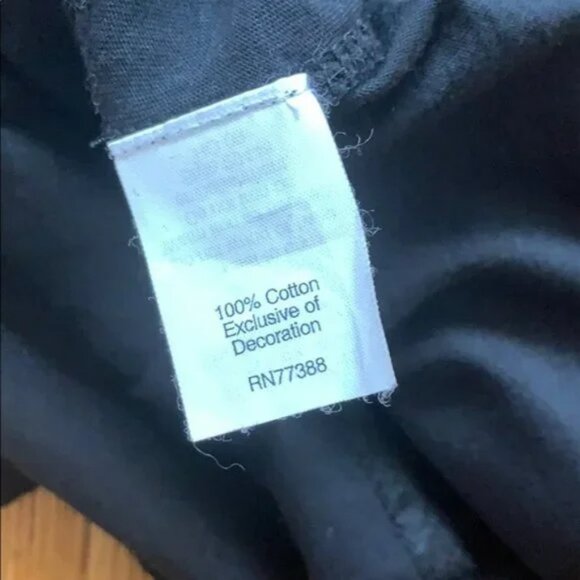 100% Cotton
Exclusive of
Decoration
RN77388